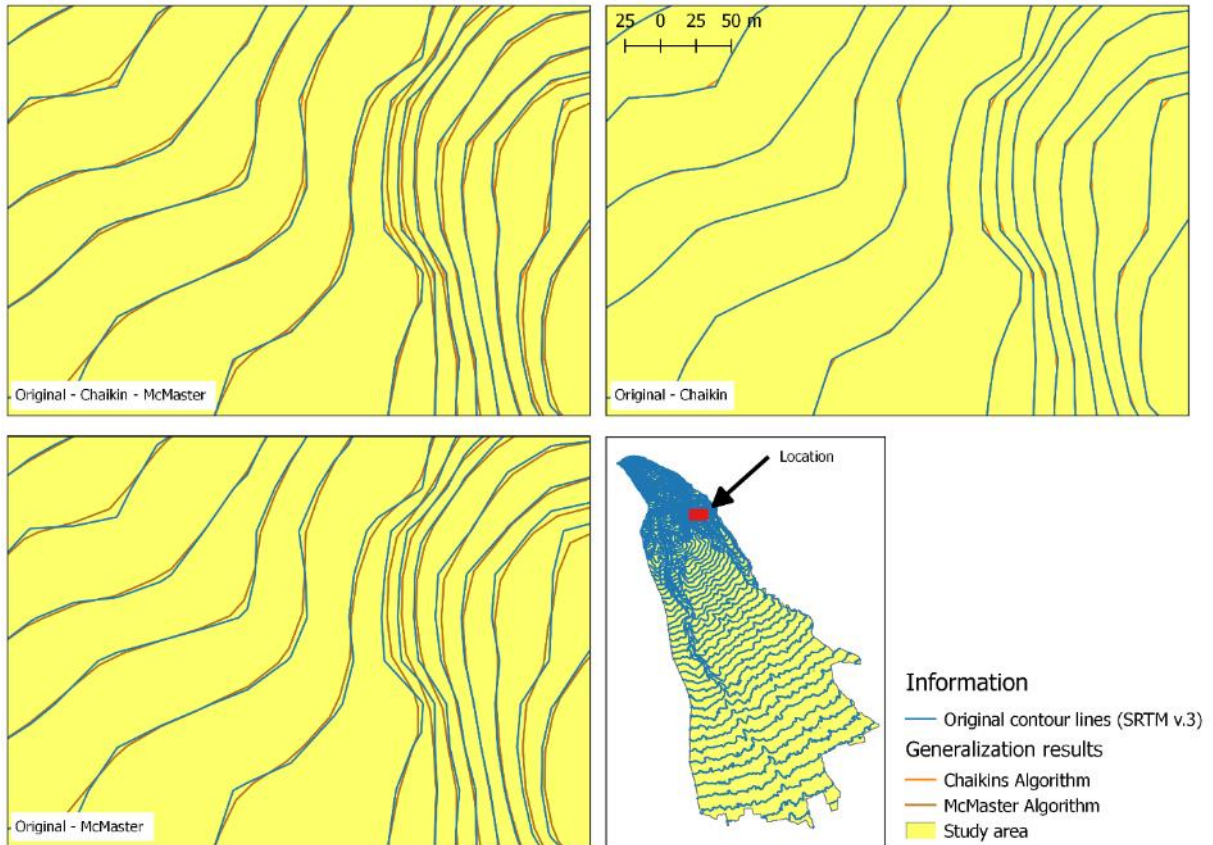 25 0 25 50 m
Original - Chaikin - McMaster
Original - Chaikin
Location
Original - McMaster
Information
Original contour lines (SRTM v.3)
Generalization results
Chaikins Algorithm
McMaster Algorithm
Study area